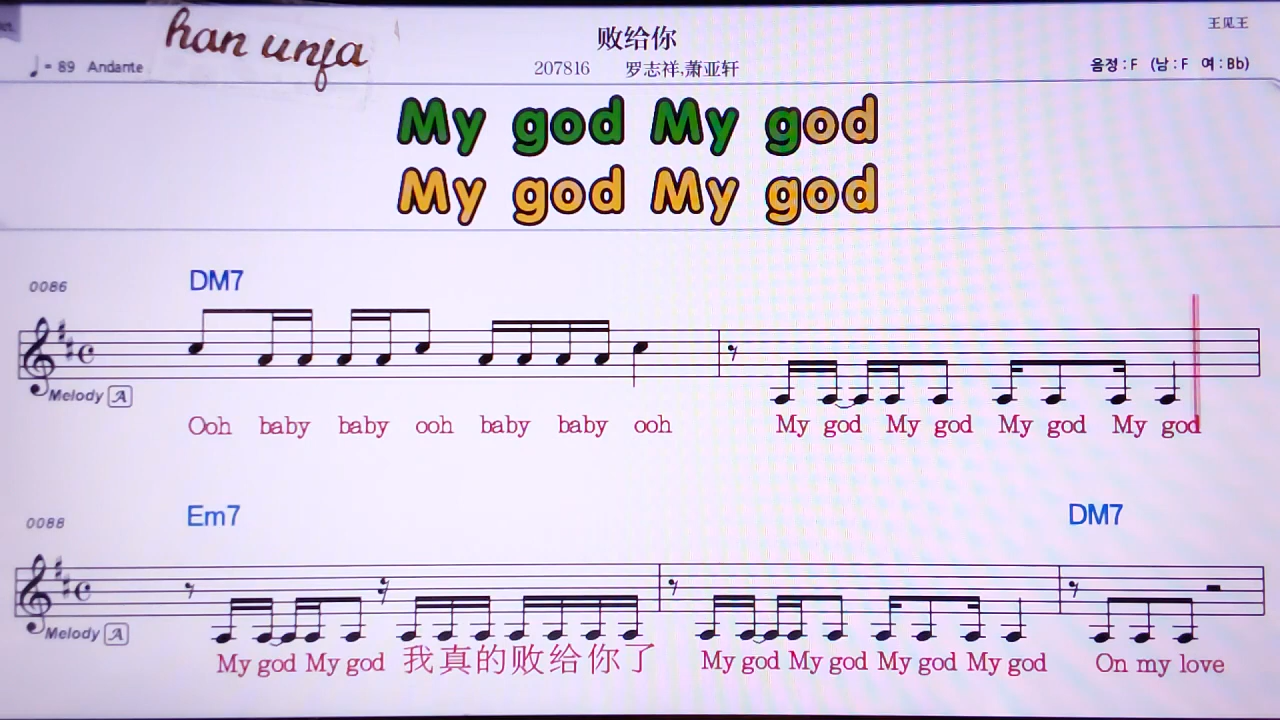 han unfa
败给你
王见王
♩= 89 Andante
207816 罗志祥,萧亚轩
음정 : F (남 : F 여 : Bb)
My god My god
My god My god
0086
DM7
Melody A
Ooh baby baby ooh baby baby ooh My god My god My god My god
0088
Em7 DM7
Melody A
My god My god 我真的败给你了 My god My god My god My god On my love